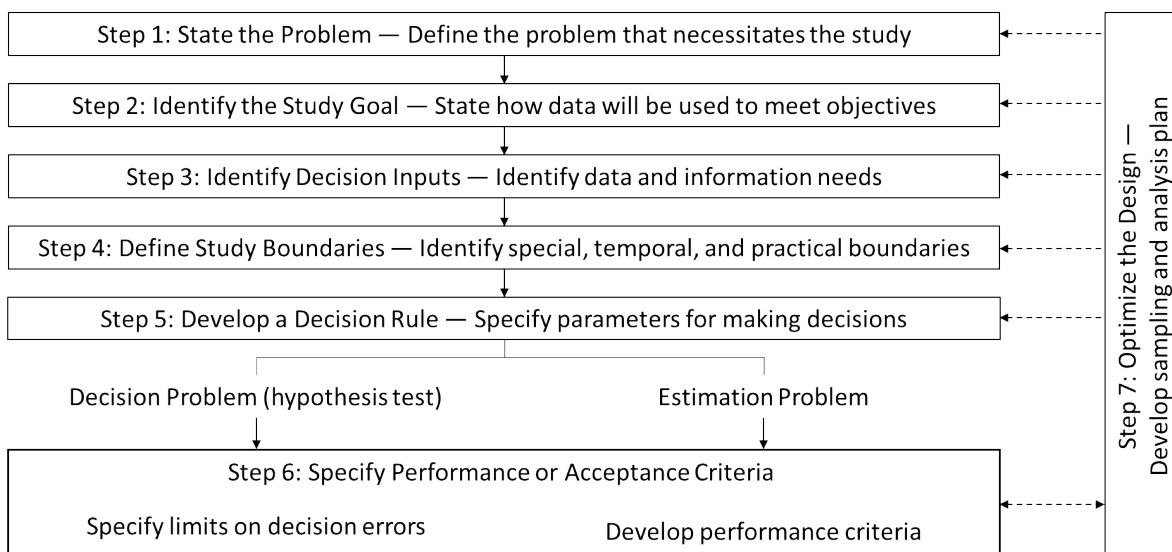 Step 1: State the Problem — Define the problem that necessitates the study
Step 2: Identify the Study Goal — State how data will be used to meet objectives
Step 3: Identify Decision Inputs — Identify data and information needs
Step 4: Define Study Boundaries — Identify special, temporal, and practical boundaries
Step 5: Develop a Decision Rule — Specify parameters for making decisions
Decision Problem (hypothesis test)
Estimation Problem
Step 6: Specify Performance or Acceptance Criteria
Specify limits on decision errors
Develop performance criteria
Step 7: Optimize the Design —
Develop sampling and analysis plan